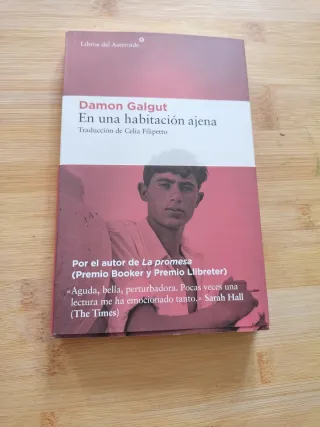 Libros del Asteroide
Damon Galgut
En una habitación ajena
Traducción de Celia Filipetto
Por el autor de La promesa
(Premio Booker y Premio Llibreter)
«Aguda, bella, perturbadora. Pocas veces una
lectura me ha emocionado tanto.» Sarah Hall
(The Times)